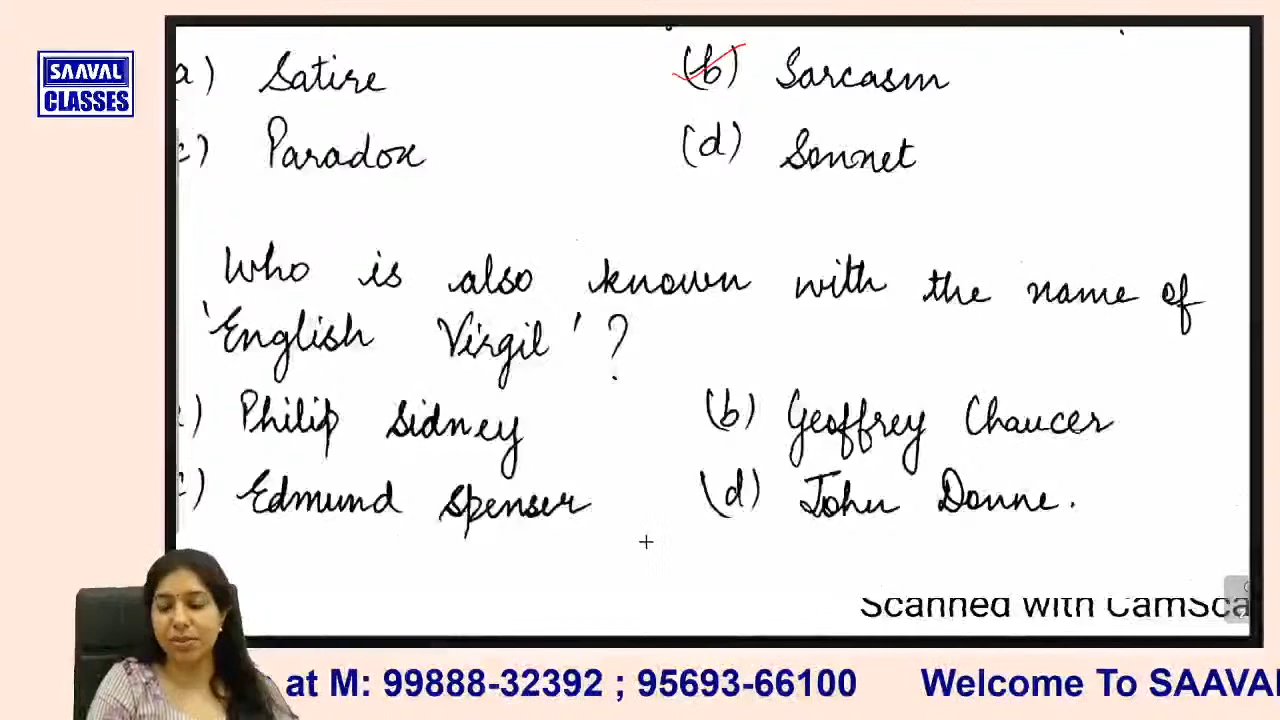 SAAVAL
CLASSES
a) Satire (b) Sarcasm
c) Paradox (d) Sonnet
Who is also known with the name of
'English Virgil' ?
) Philip Sidney (b) Geoffrey Chaucer
c) Edmund Spenser (d) John Donne.
Scanned with CamSca
at M: 99888-32392 ; 95693-66100 Welcome To SAAVAL